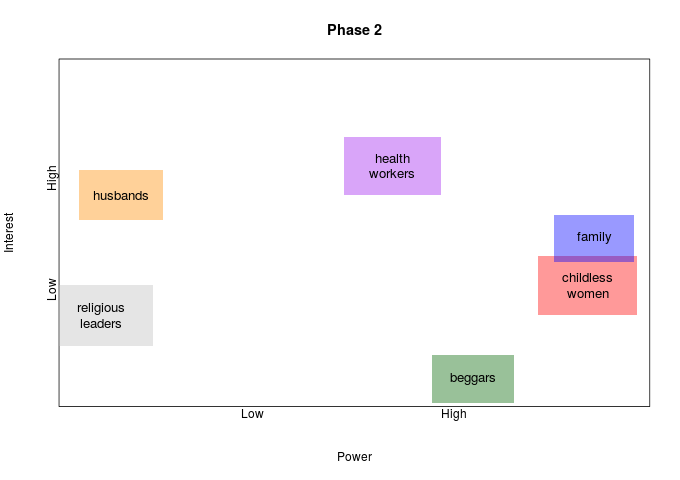 Phase 2
health
workers
High
husbands
Interest
family
childless
women
Low
religious
leaders
beggars
Low
High
Power